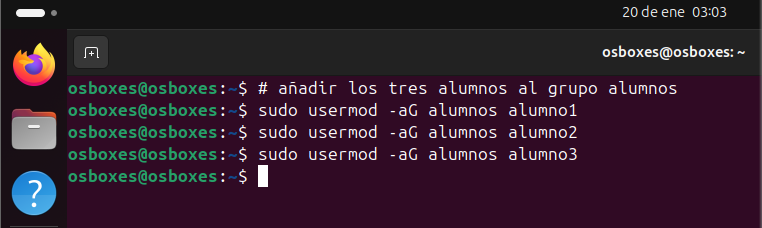 20 de ene 03:03
osboxes@osboxes: ~
osboxes@osboxes:~$ # añadir los tres alumnos al grupo alumnos
osboxes@osboxes:~$ sudo usermod -aG alumnos alumno1
osboxes@osboxes:~$ sudo usermod -aG alumnos alumno2
osboxes@osboxes:~$ sudo usermod -aG alumnos alumno3
osboxes@osboxes:~$
?